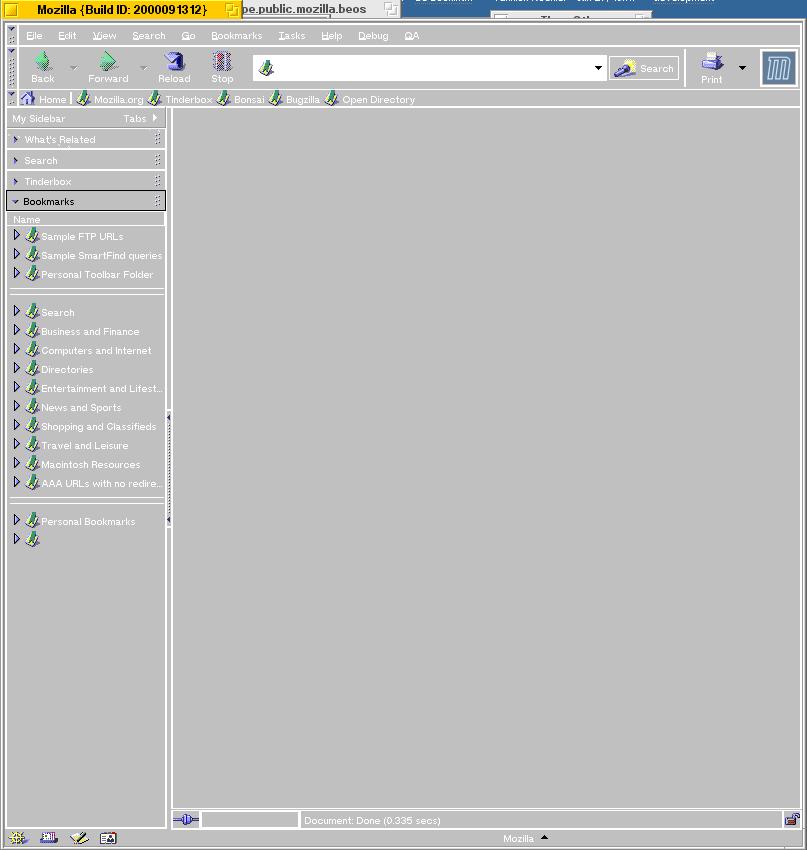 Mozilla {Build ID: 2000091312}
pe.public.mozilla.beos
File Edit View Search Go Bookmarks Tasks Help Debug QA
Back Forward Reload Stop Search Print
Home Mozilla.org Tinderbox Bonsai Bugzilla Open Directory
My Sidebar Tabs
What's Related
Search
Tinderbox
Bookmarks
Name
Sample FTP URLs
Sample SmartFind queries
Personal Toolbar Folder
Search
Business and Finance
Computers and Internet
Directories
Entertainment and Lifest...
News and Sports
Shopping and Classifieds
Travel and Leisure
Macintosh Resources
AAA URLs with no redire...
Personal Bookmarks
Document: Done (0.335 secs)
Mozilla